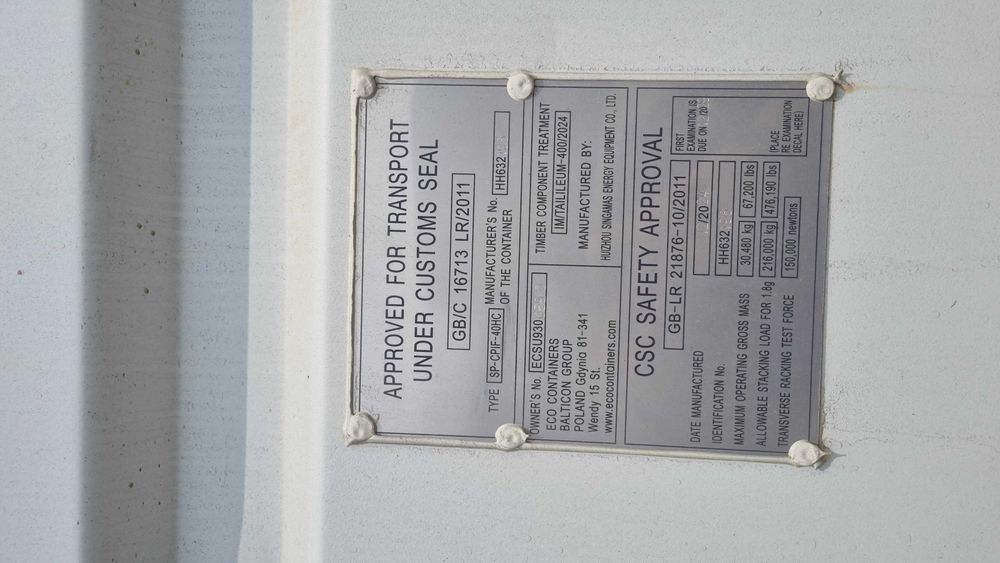 APPROVED FOR TRANSPORT
UNDER CUSTOMS SEAL
GB/C 16713 LR/2011
TYPE SP-CPIF-40HC MANUFACTURER'S No. HH632
OF THE CONTAINER
OWNER'S No. ECSU930
ECO CONTAINERS
BALTICON GROUP
POLAND Gdynia 81-341
Wendy 15 St.
www.ecocontainers.com
TIMBER COMPONENT TREATMENT
IM/TAILILEUM-400/2024
MANUFACTURED BY:
HUIZHOU SINGAMAS ENERGY EQUIPMENT CO., LTD.
CSC SAFETY APPROVAL
GB-LR 21876-10/2011
DATE MANUFACTURED /20
IDENTIFICATION No. HH632
MAXIMUM OPERATING GROSS MASS 30,480 kg 67,200 lbs
ALLOWABLE STACKING LOAD FOR 1.8g 216,000 kg 476,190 lbs
TRANSVERSE RACKING TEST FORCE 150,000 newtons
FIRST
EXAMINATION IS
DUE ON /20
(PLACE
RE EXAMINATION
DECAL HERE)